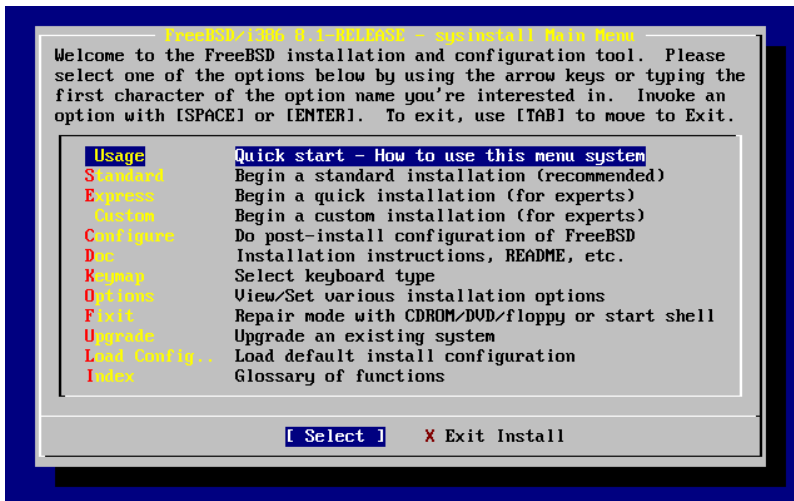 FreeBSD/i386 8.1-RELEASE - sysinstall Main Menu
Welcome to the FreeBSD installation and configuration tool.  Please
select one of the options below by using the arrow keys or typing the
first character of the option name you're interested in.  Invoke an
option with [SPACE] or [ENTER].  To exit, use [TAB] to move to Exit.
Usage Quick start - How to use this menu system
Standard Begin a standard installation (recommended)
Express Begin a quick installation (for experts)
Custom Begin a custom installation (for experts)
Configure Do post-install configuration of FreeBSD
Doc Installation instructions, README, etc.
Keymap Select keyboard type
Options View/Set various installation options
Fixit Repair mode with CDROM/DVD/floppy or start shell
Upgrade Upgrade an existing system
Load Config.. Load default install configuration
Index Glossary of functions
[ Select ] X Exit Install